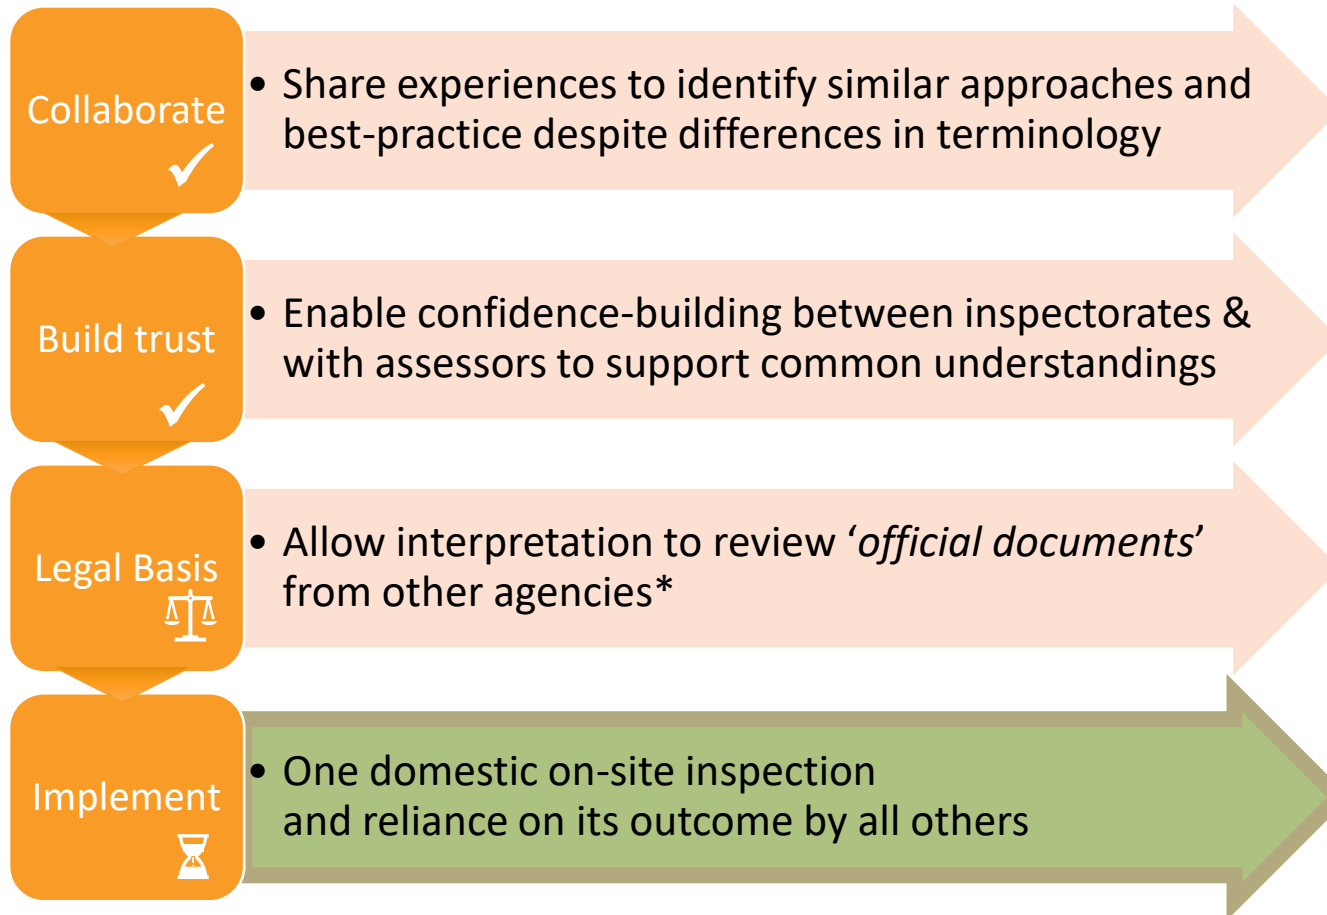 Collaborate
• Share experiences to identify similar approaches and
best-practice despite differences in terminology
Build trust
• Enable confidence-building between inspectorates &
with assessors to support common understandings
Legal Basis
• Allow interpretation to review ‘official documents’
from other agencies*
Implement
• One domestic on-site inspection
and reliance on its outcome by all others